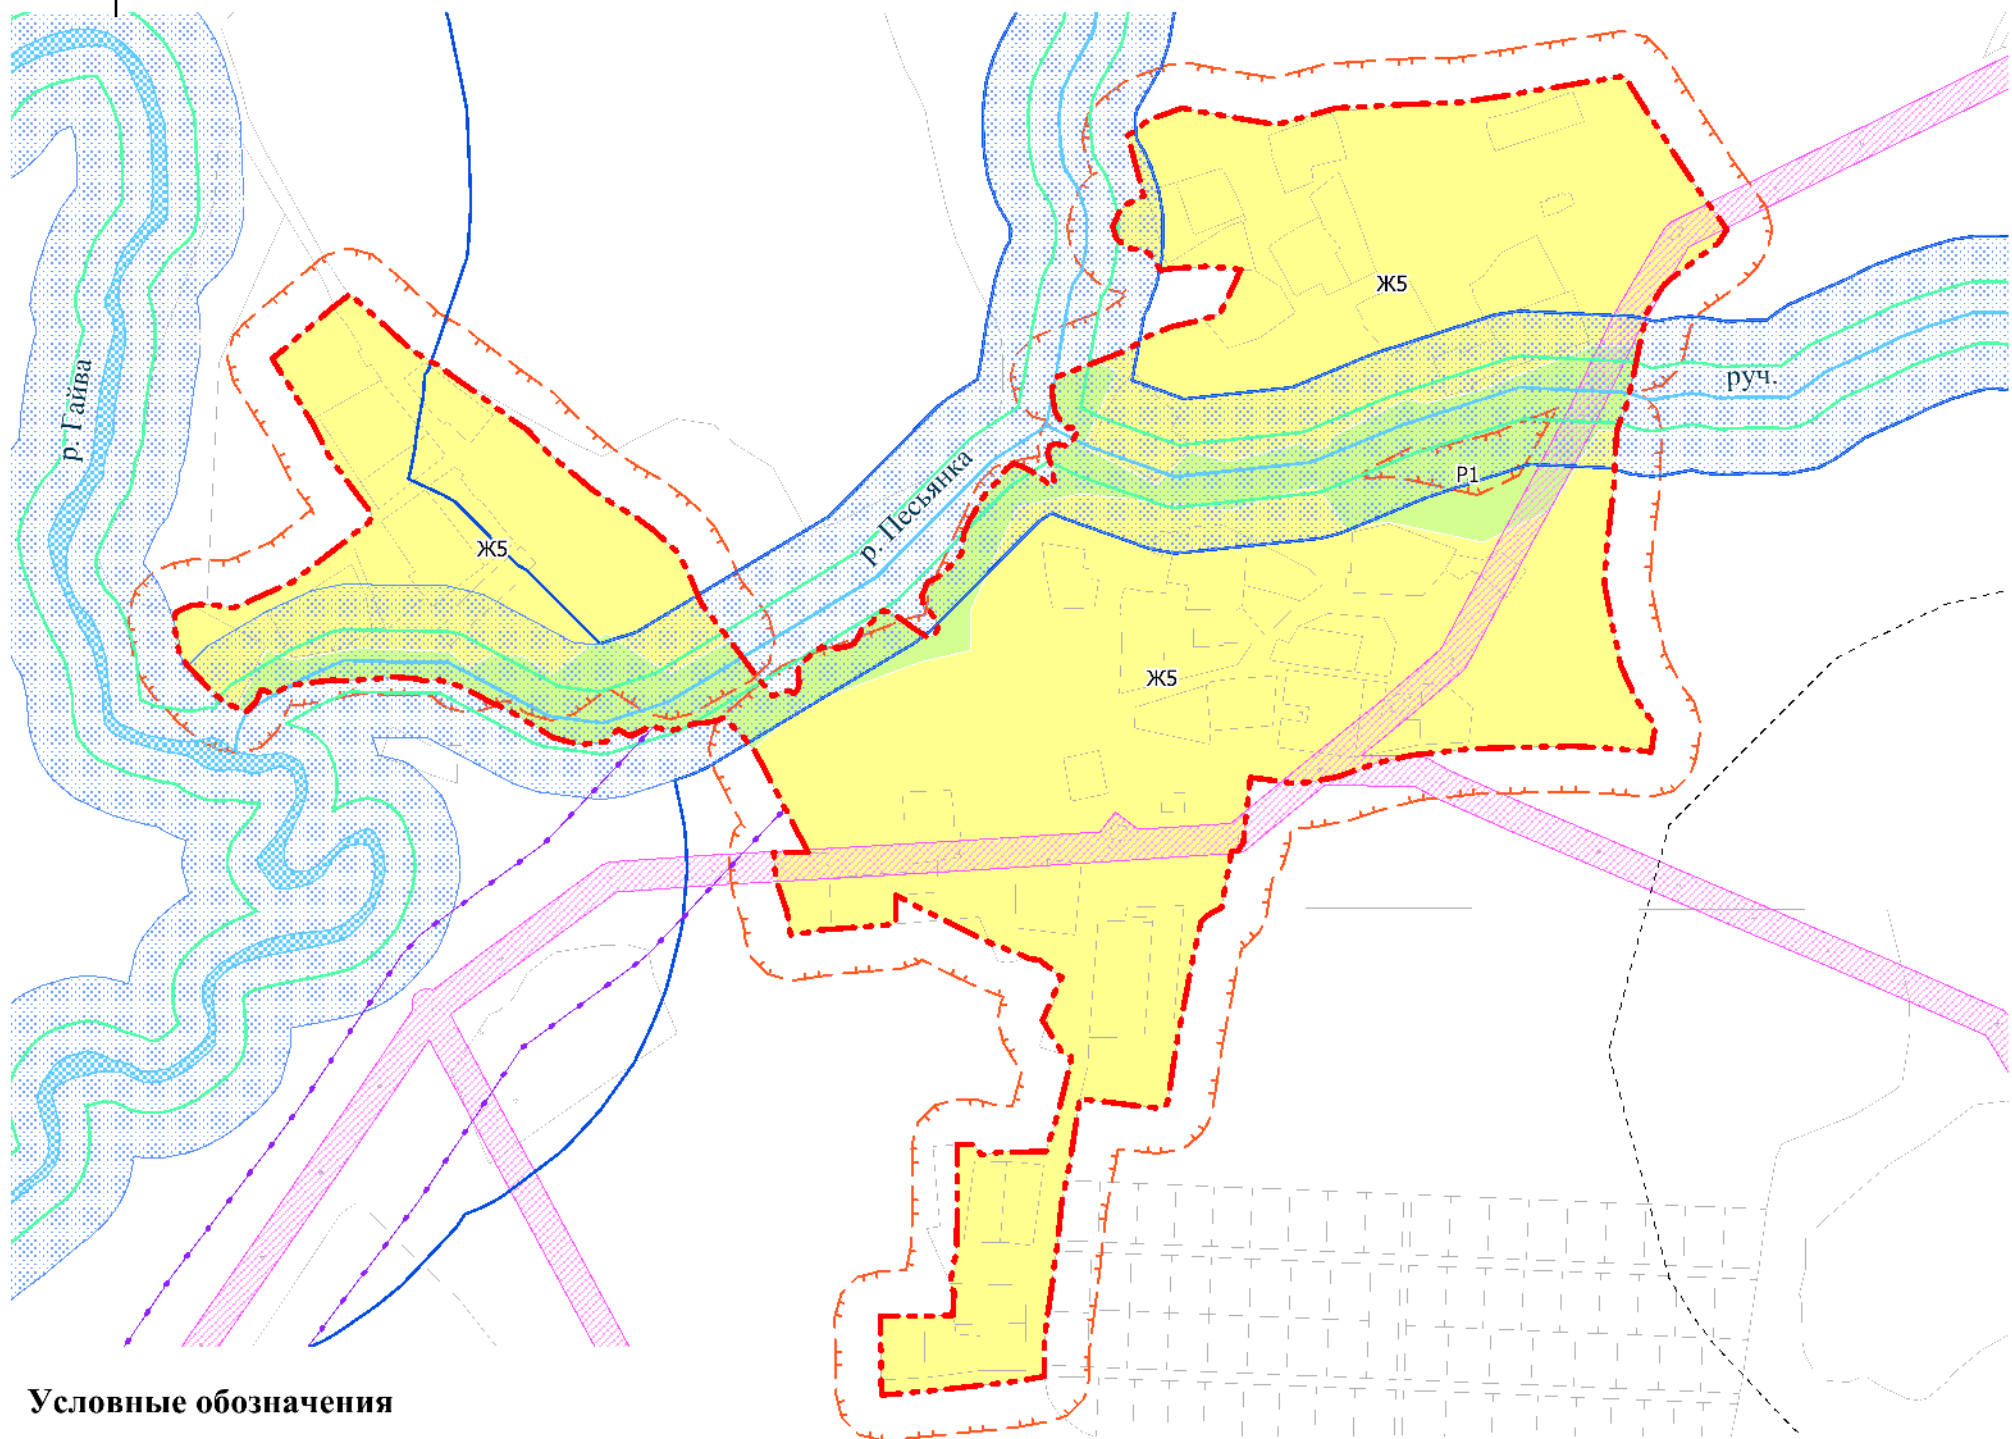 Ж5
р. Гайва
руч.
р. Песьянка
Р1
Ж5
Ж5
Условные обозначения